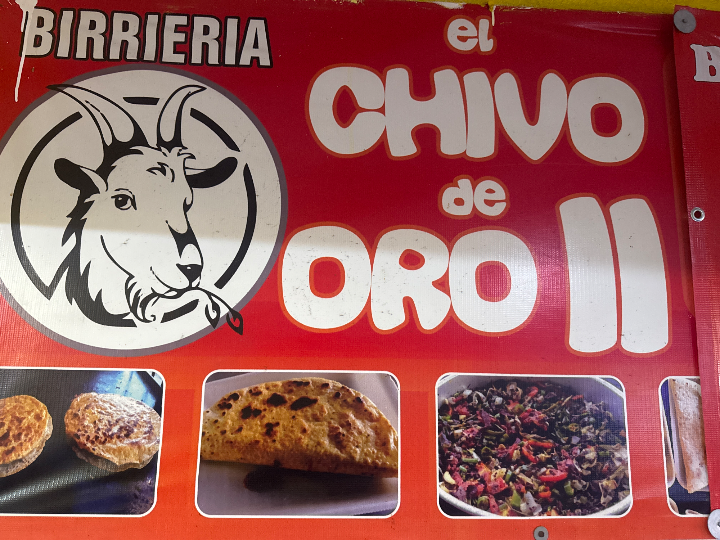 BIRRIERIA
el
CHIVO
de
ORO II
B